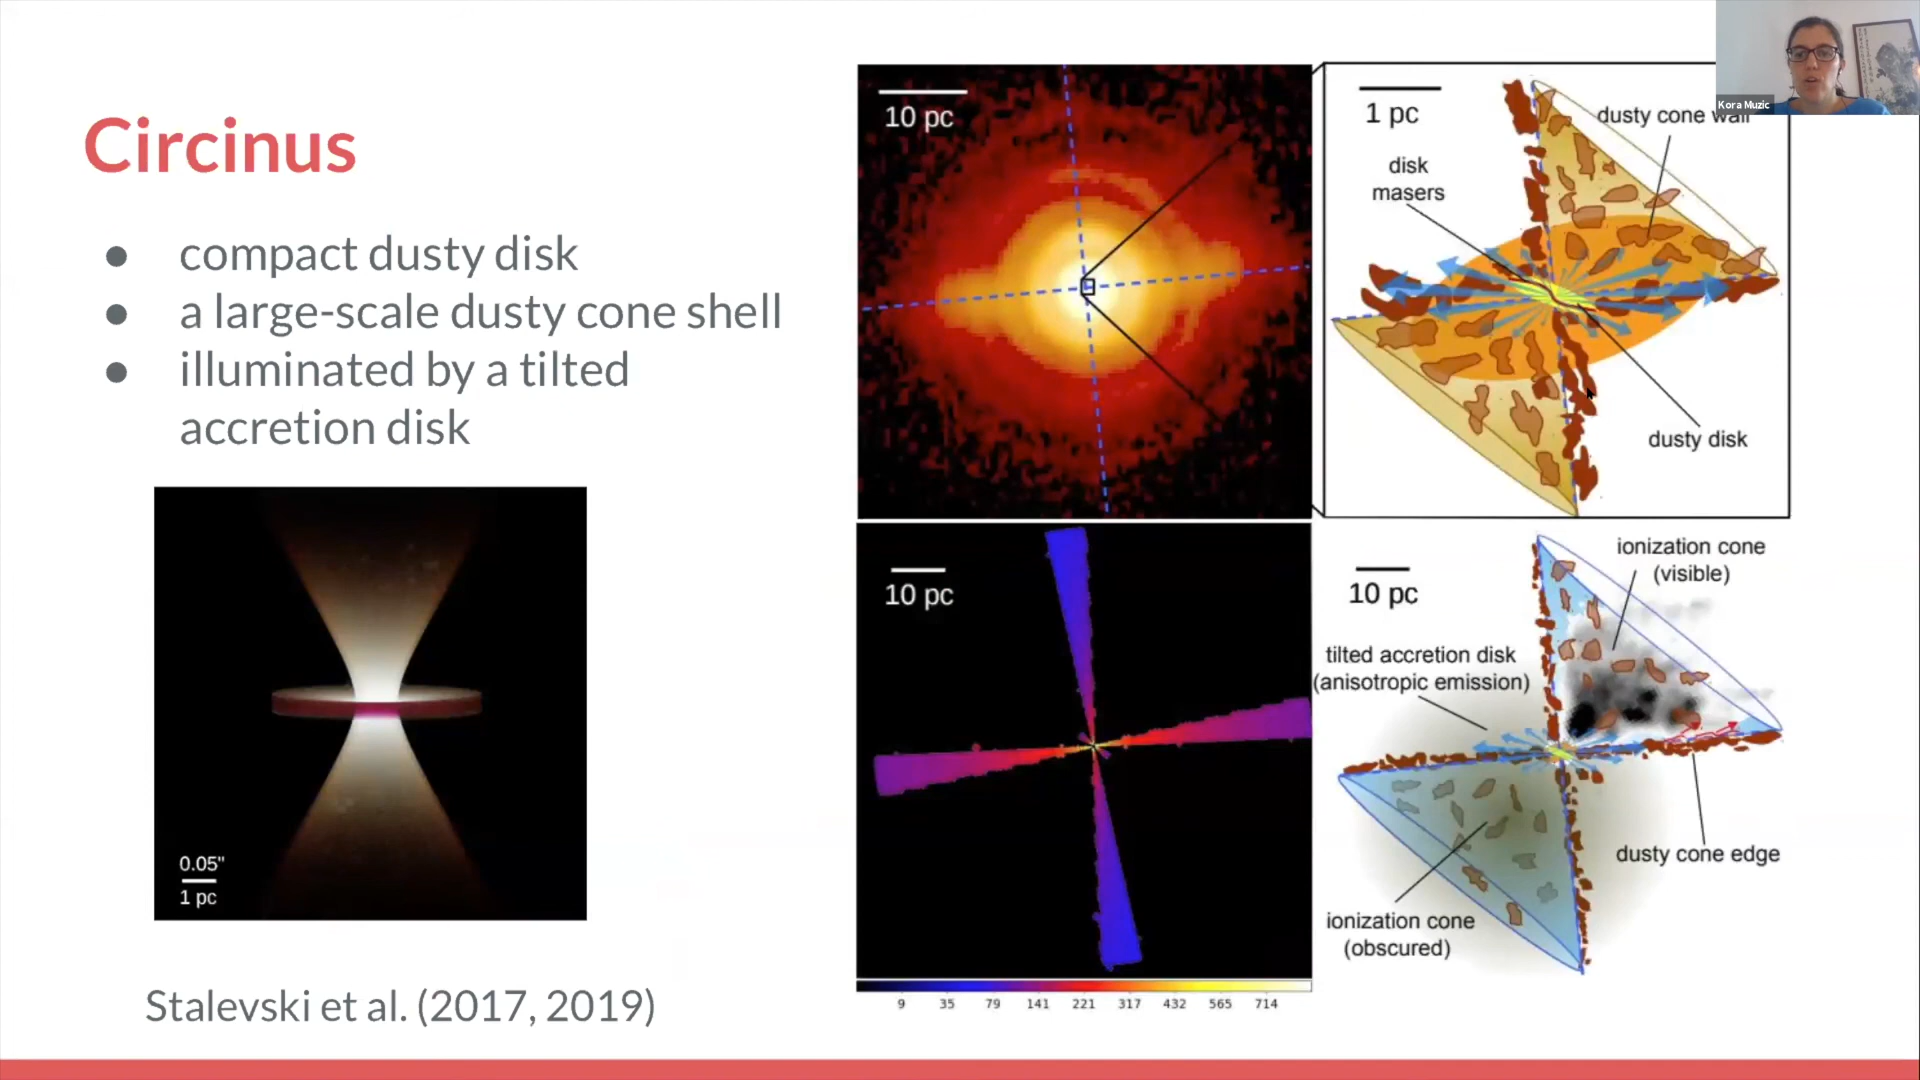 Circinus
● compact dusty disk
● a large-scale dusty cone shell
● illuminated by a tilted
accretion disk
0.05"
1 pc
Stalevski et al. (2017, 2019)
10 pc
1 pc
dusty cone wall
disk
masers
dusty disk
10 pc
9 35 79 141 221 317 432 565 714
10 pc
ionization cone
(visible)
tilted accretion disk
(anisotropic emission)
dusty cone edge
ionization cone
(obscured)
Kora Muzic